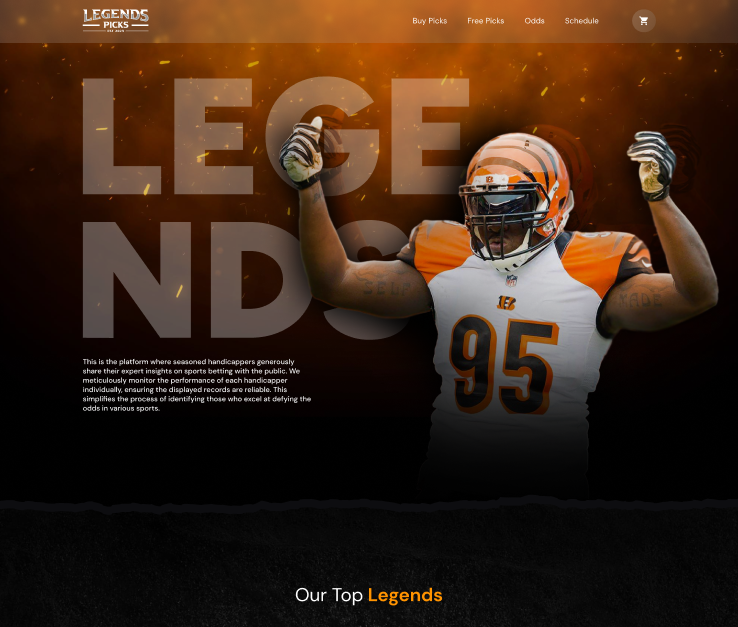 LEGENDS
PICKS
Buy Picks
Free Picks
Odds
Schedule
LEGE
NDS
SELF
MADE
95
This is the platform where seasoned handicappers generously
share their expert insights on sports betting with the public. We
meticulously monitor the performance of each handicapper
individually, ensuring the displayed records are reliable. This
simplifies the process of identifying those who excel at defying the
odds in various sports.
Our Top Legends